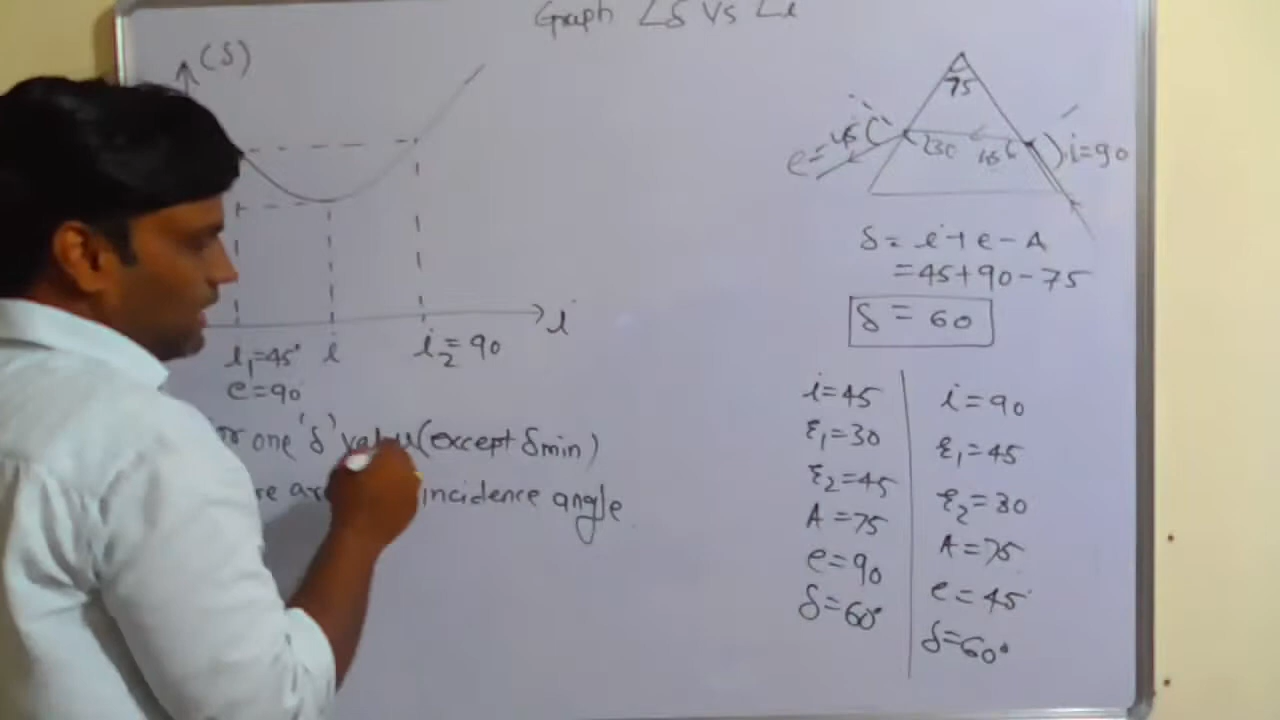 Graph ∠δ vs ∠i
(δ)
i
i₁=45°
i
i₂=90
e=90
for one 'δ' value (except δmin)
incidence angle
75
e=45
30
45
i=90
δ = i+e-A
=45+90-75
δ = 60
i=45
r₁=30
r₂=45
A=75
e=90
δ=60°
i=90
r₁=45
r₂=30
A=75
e=45
δ=60°